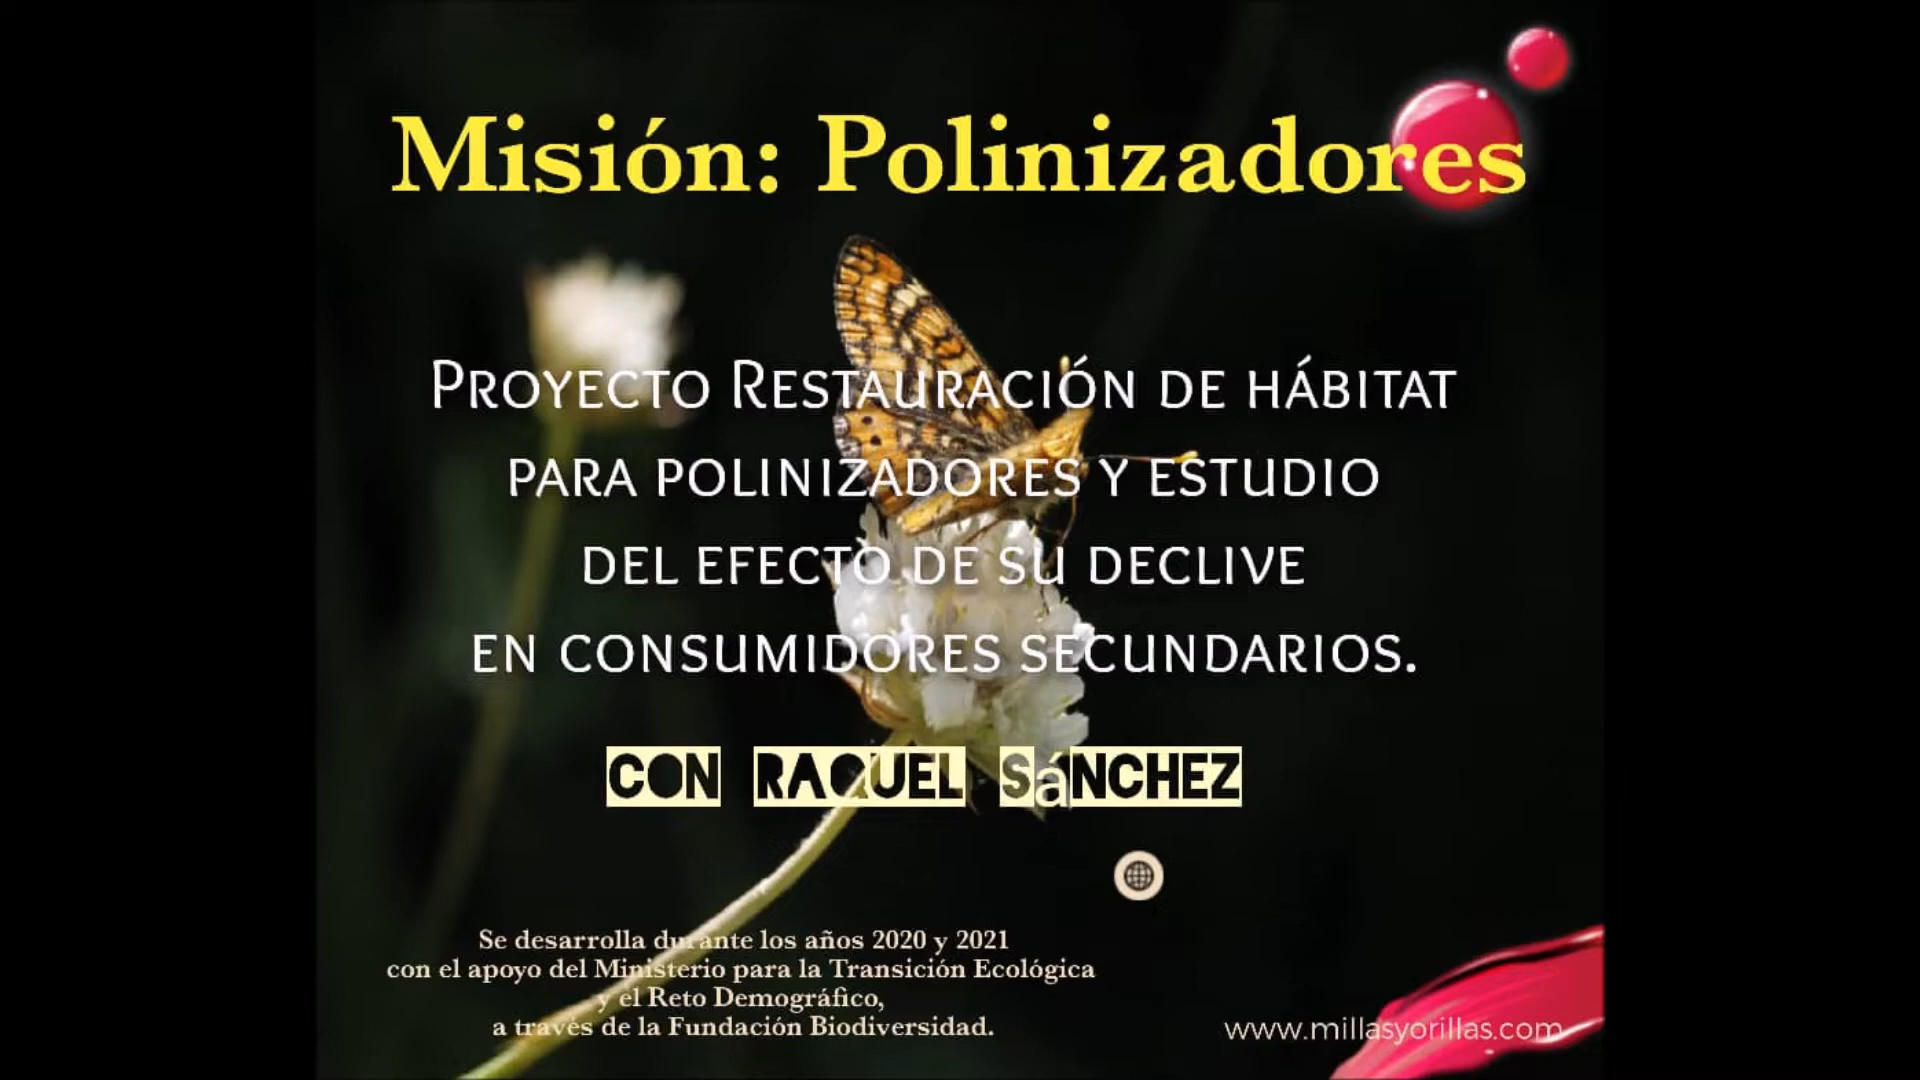 Misión: Polinizadores
Proyecto Restauración de hábitat
para polinizadores y estudio
del efecto de su declive
en consumidores secundarios.
CON RAQUEL SáNCHEZ
Se desarrolla durante los años 2020 y 2021
con el apoyo del Ministerio para la Transición Ecológica
y el Reto Demográfico,
a través de la Fundación Biodiversidad.
www.millasyorillas.com